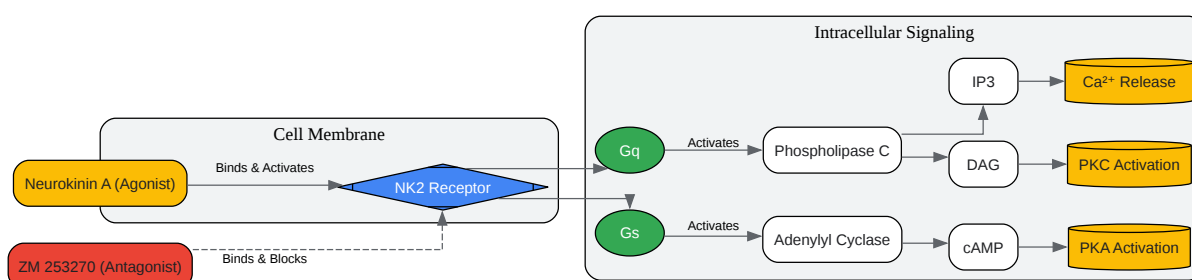 Intracellular Signaling
IP3
Ca²⁺ Release
Cell Membrane
Gq
Activates
Phospholipase C
DAG
PKC Activation
Neurokinin A (Agonist)
Binds & Activates
NK2 Receptor
Gs
Activates
Adenylyl Cyclase
cAMP
PKA Activation
ZM 253270 (Antagonist)
Binds & Blocks